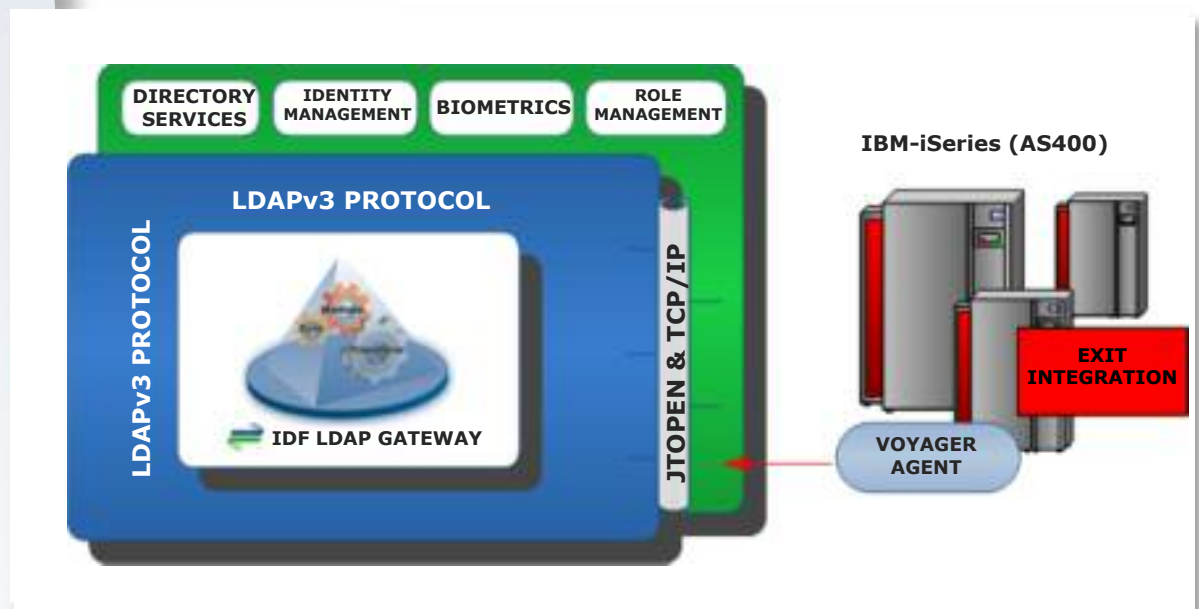 DIRECTORY
SERVICES
IDENTITY
MANAGEMENT
BIOMETRICS
ROLE
MANAGEMENT
IBM-iSeries (AS400)
LDAPv3 PROTOCOL
LDAPv3 PROTOCOL
JTOPEN & TCP/IP
IDF LDAP GATEWAY
EXIT
INTEGRATION
VOYAGER
AGENT